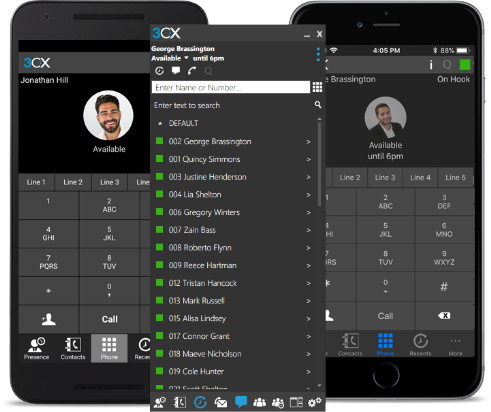 3CX
Jonathan Hill
Available
Line 1
Line 2
Line 3
1
2
ABC
4
GHI
5
JKL
7
PQRS
8
TUV
*
0
+
Call
Presence
Contacts
Phone
Recen
3CX
George Brassington
Available
until 6pm
Enter Name or Number...
Enter text to search
DEFAULT
002 George Brassington >
001 Quincy Simmons >
003 Justine Henderson >
004 Lia Shelton >
006 Gregory Winters >
007 Zain Bass >
008 Roberto Flynn >
009 Reece Hartman >
012 Tristan Hancock >
013 Mark Russell >
015 Alisa Lindsey >
017 Connor Grant >
018 Maeve Nicholson >
019 Cole Hunter >
021 Scott Shelton
4:05 PM
88%
i
George Brassington
On Hook
Available
until 6pm
Line 2
Line 3
Line 4
Line 5
2
ABC
3
DEF
5
JKL
6
MNO
8
TUV
9
WXYZ
0
+
#
Call
Contacts
Phone
Recents
More